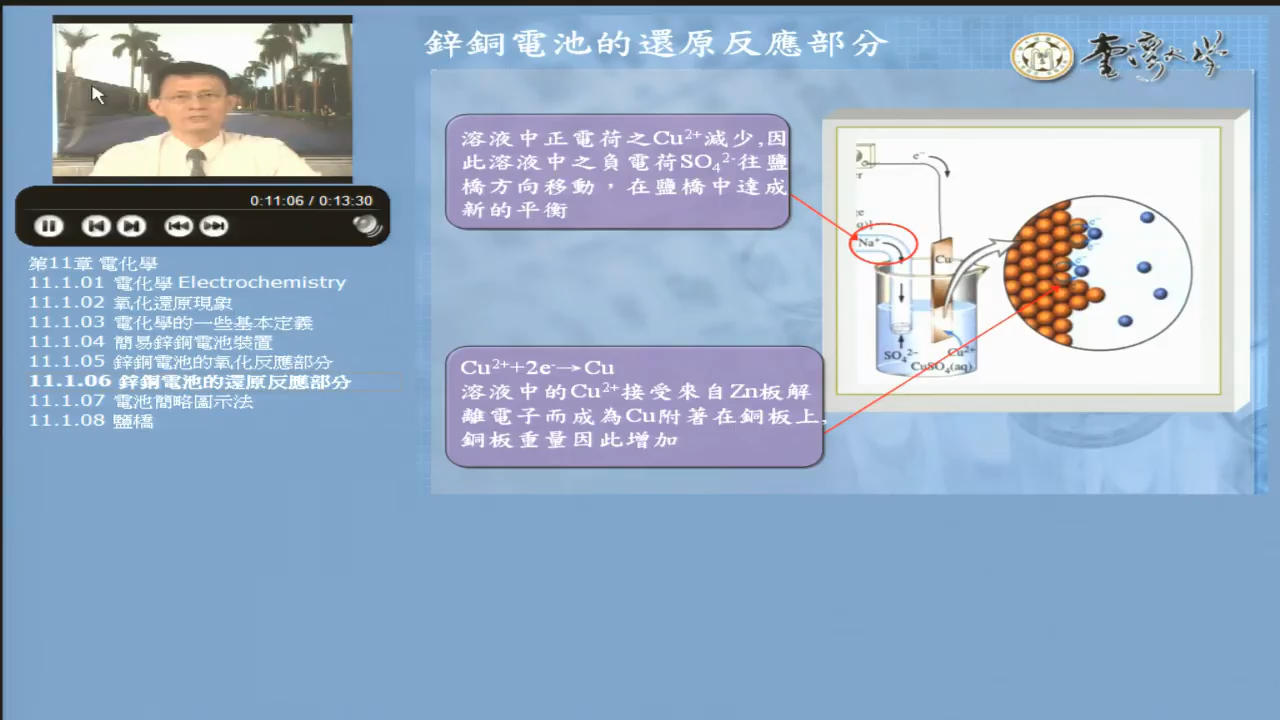 鋅銅電池的還原反應部分
臺灣大學
0:11:06 / 0:13:30
第11章 電化學
11.1.01 電化學 Electrochemistry
11.1.02 氧化還原現象
11.1.03 電化學的一些基本定義
11.1.04 簡易鋅銅電池裝置
11.1.05 鋅銅電池的氧化反應部分
11.1.06 鋅銅電池的還原反應部分
11.1.07 電池簡略圖示法
11.1.08 鹽橋
溶液中正電荷之Cu²⁺減少,因
此溶液中之負電荷SO₄²⁻往鹽
橋方向移動，在鹽橋中達成
新的平衡
Cu²⁺+2e⁻→Cu
溶液中的Cu²⁺接受來自Zn板解
離電子而成為Cu附著在銅板上,
銅板重量因此增加
e⁻
Na⁺
Cu
SO₄²⁻
Cu²⁺
CuSO₄(aq)
e⁻
e⁻
e⁻